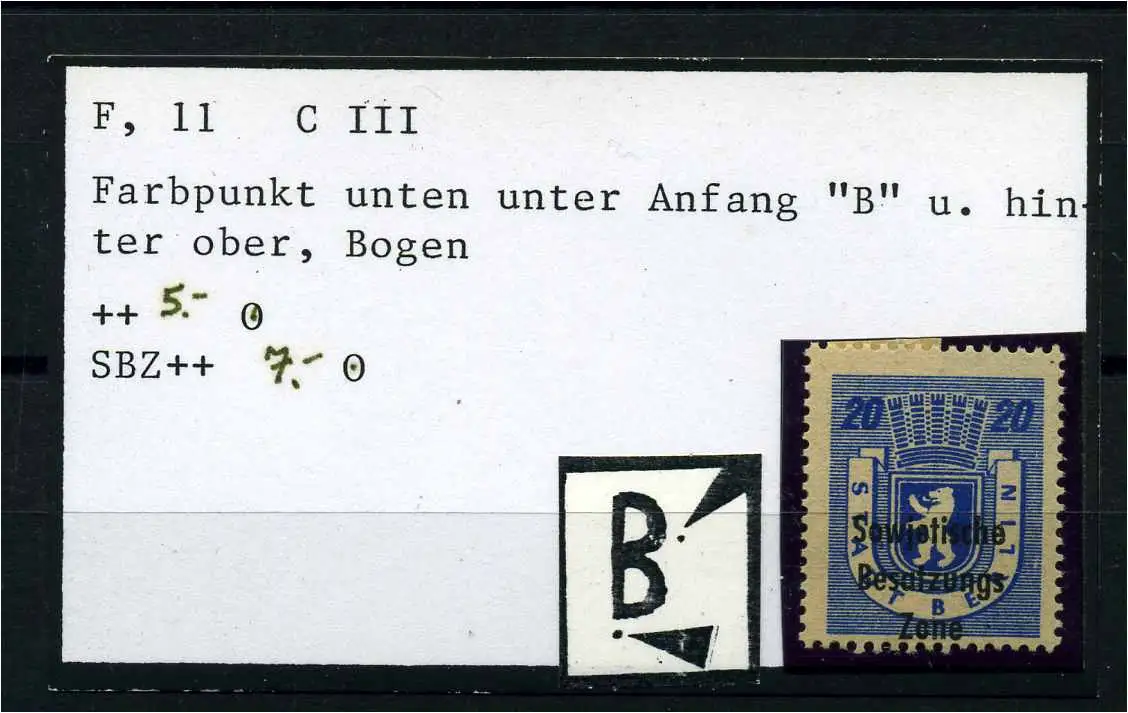 F, 11 C III
Farbpunkt unten unter Anfang "B" u. hin-
ter ober, Bogen
++ 5.- 0
SBZ++ 7.- 0
B
20 20
STADT BERLIN
Sowjetische
Besatzungs
Zone